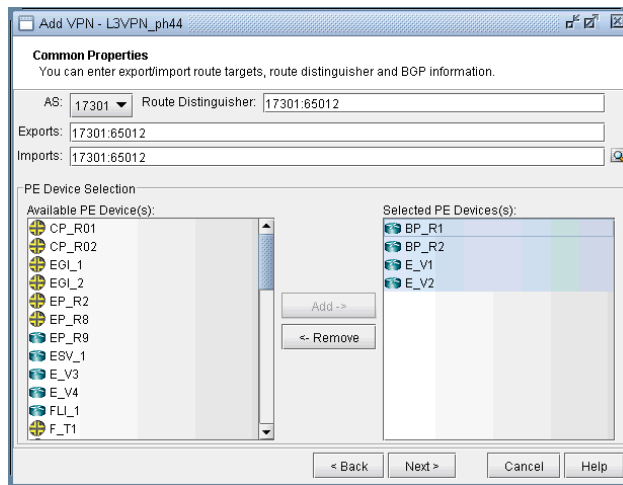 Add VPN - L3VPN_ph44
Common Properties
You can enter export/import route targets, route distinguisher and BGP information.
AS: 17301 Route Distinguisher: 17301:65012
Exports: 17301:65012
Imports: 17301:65012
PE Device Selection
Available PE Device(s):
CP_R01
CP_R02
EGI_1
EGI_2
EP_R2
EP_R8
EP_R9
ESV_1
E_V3
E_V4
FLI_1
F_T1
Add ->
<- Remove
Selected PE Devices(s):
BP_R1
BP_R2
E_V1
E_V2
< Back Next > Cancel Help